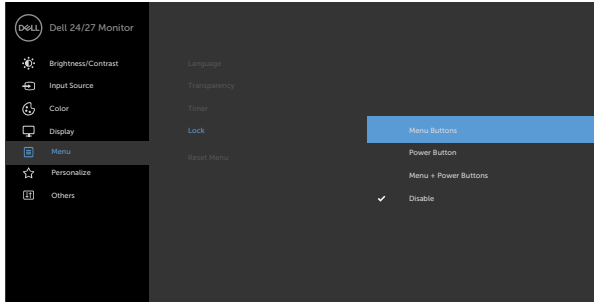 DELL Dell 24/27 Monitor
Brightness/Contrast
Input Source
Color
Display
Menu
Personalize
Others
Language
Transparency
Timer
Lock
Reset Menu
Menu Buttons
Power Button
Menu + Power Buttons
Disable